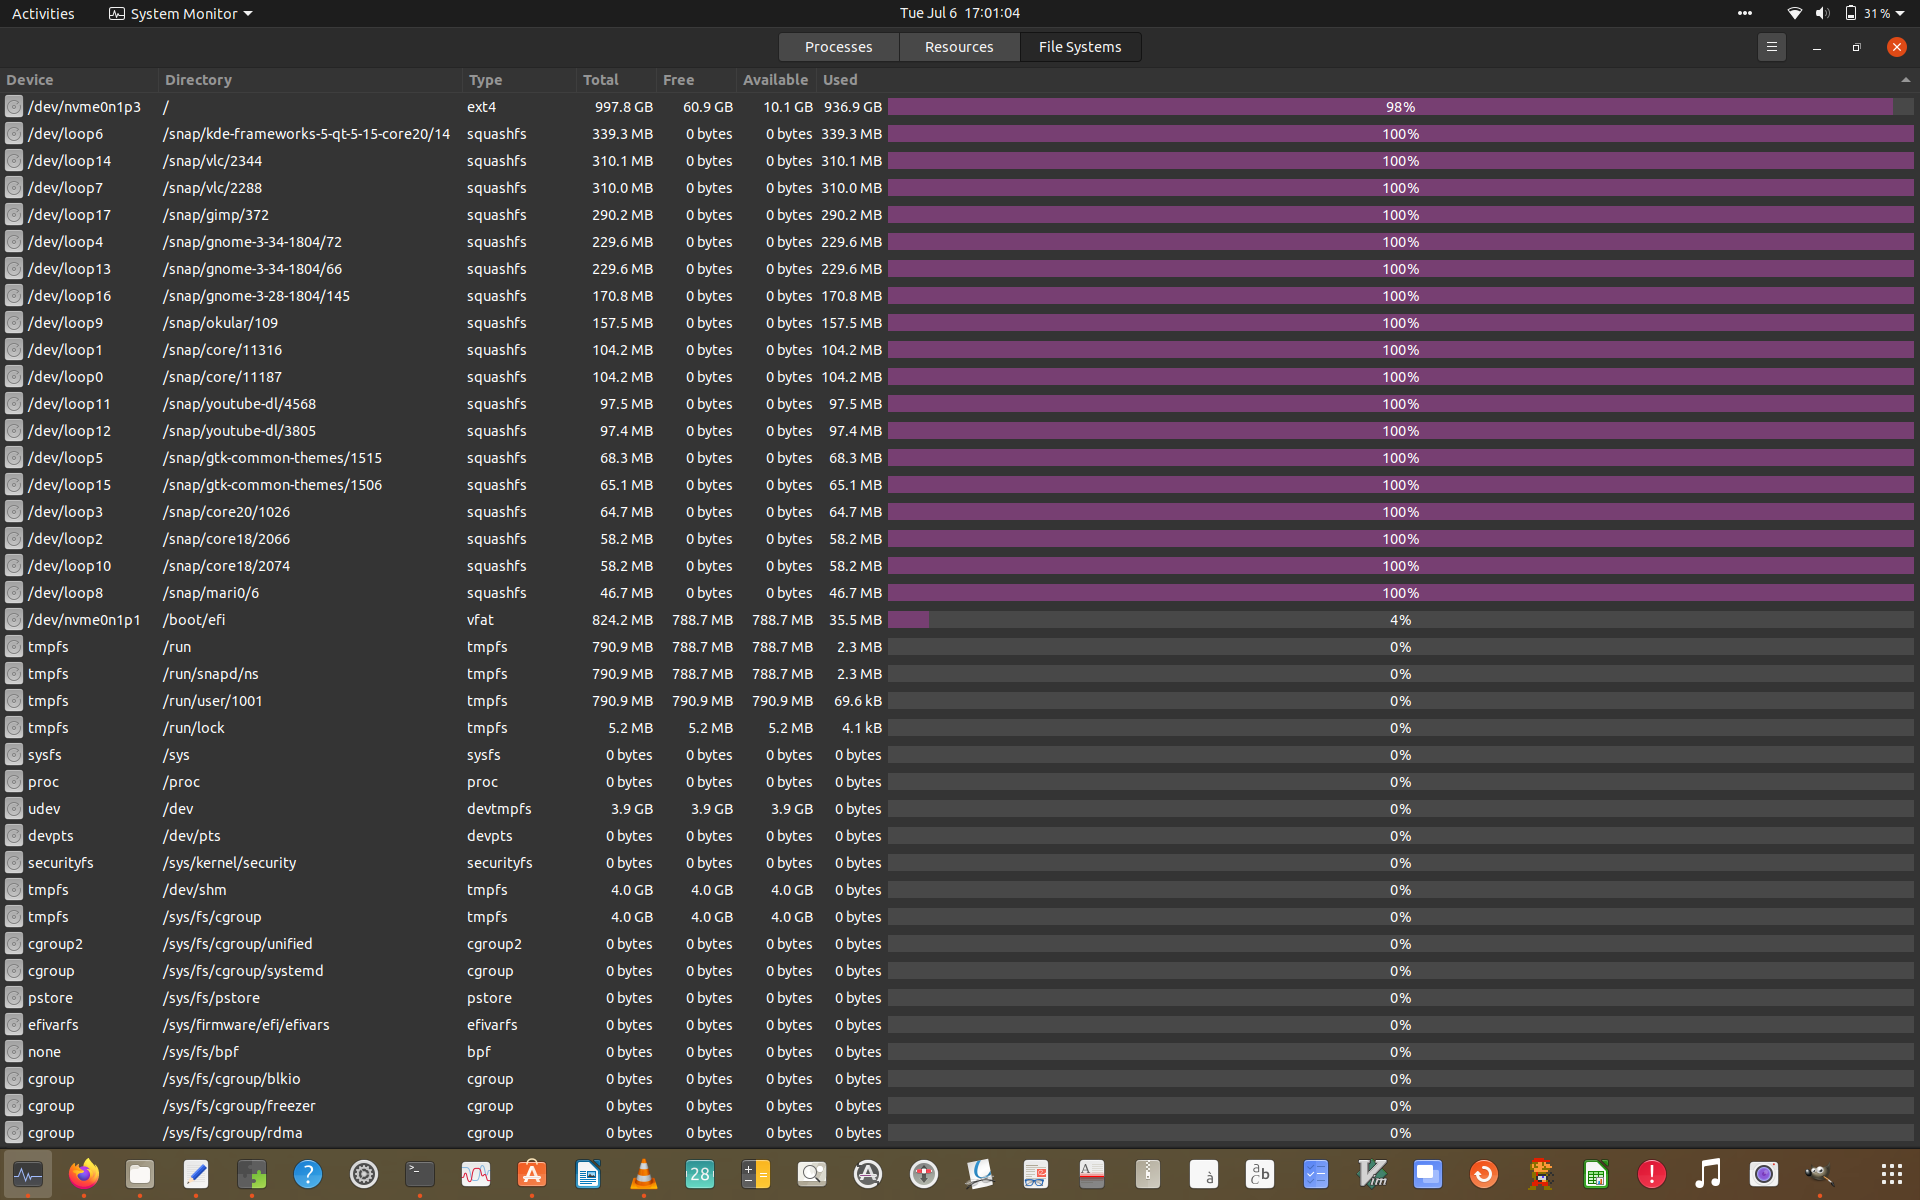 Activities System Monitor Tue Jul 6 17:01:04 31 %
Processes Resources File Systems
Device Directory Type Total Free Available Used
/dev/nvme0n1p3 / ext4 997.8 GB 60.9 GB 10.1 GB 936.9 GB 98%
/dev/loop6 /snap/kde-frameworks-5-qt-5-15-core20/14 squashfs 339.3 MB 0 bytes 0 bytes 339.3 MB 100%
/dev/loop14 /snap/vlc/2344 squashfs 310.1 MB 0 bytes 0 bytes 310.1 MB 100%
/dev/loop7 /snap/vlc/2288 squashfs 310.0 MB 0 bytes 0 bytes 310.0 MB 100%
/dev/loop17 /snap/gimp/372 squashfs 290.2 MB 0 bytes 0 bytes 290.2 MB 100%
/dev/loop4 /snap/gnome-3-34-1804/72 squashfs 229.6 MB 0 bytes 0 bytes 229.6 MB 100%
/dev/loop13 /snap/gnome-3-34-1804/66 squashfs 229.6 MB 0 bytes 0 bytes 229.6 MB 100%
/dev/loop16 /snap/gnome-3-28-1804/145 squashfs 170.8 MB 0 bytes 0 bytes 170.8 MB 100%
/dev/loop9 /snap/okular/109 squashfs 157.5 MB 0 bytes 0 bytes 157.5 MB 100%
/dev/loop1 /snap/core/11316 squashfs 104.2 MB 0 bytes 0 bytes 104.2 MB 100%
/dev/loop0 /snap/core/11187 squashfs 104.2 MB 0 bytes 0 bytes 104.2 MB 100%
/dev/loop11 /snap/youtube-dl/4568 squashfs 97.5 MB 0 bytes 0 bytes 97.5 MB 100%
/dev/loop12 /snap/youtube-dl/3805 squashfs 97.4 MB 0 bytes 0 bytes 97.4 MB 100%
/dev/loop5 /snap/gtk-common-themes/1515 squashfs 68.3 MB 0 bytes 0 bytes 68.3 MB 100%
/dev/loop15 /snap/gtk-common-themes/1506 squashfs 65.1 MB 0 bytes 0 bytes 65.1 MB 100%
/dev/loop3 /snap/core20/1026 squashfs 64.7 MB 0 bytes 0 bytes 64.7 MB 100%
/dev/loop2 /snap/core18/2066 squashfs 58.2 MB 0 bytes 0 bytes 58.2 MB 100%
/dev/loop10 /snap/core18/2074 squashfs 58.2 MB 0 bytes 0 bytes 58.2 MB 100%
/dev/loop8 /snap/mari0/6 squashfs 46.7 MB 0 bytes 0 bytes 46.7 MB 100%
/dev/nvme0n1p1 /boot/efi vfat 824.2 MB 788.7 MB 788.7 MB 35.5 MB 4%
tmpfs /run tmpfs 790.9 MB 788.7 MB 788.7 MB 2.3 MB 0%
tmpfs /run/snapd/ns tmpfs 790.9 MB 788.7 MB 788.7 MB 2.3 MB 0%
tmpfs /run/user/1001 tmpfs 790.9 MB 790.9 MB 790.9 MB 69.6 kB 0%
tmpfs /run/lock tmpfs 5.2 MB 5.2 MB 5.2 MB 4.1 kB 0%
sysfs /sys sysfs 0 bytes 0 bytes 0 bytes 0 bytes 0%
proc /proc proc 0 bytes 0 bytes 0 bytes 0 bytes 0%
udev /dev devtmpfs 3.9 GB 3.9 GB 3.9 GB 0 bytes 0%
devpts /dev/pts devpts 0 bytes 0 bytes 0 bytes 0 bytes 0%
securityfs /sys/kernel/security securityfs 0 bytes 0 bytes 0 bytes 0 bytes 0%
tmpfs /dev/shm tmpfs 4.0 GB 4.0 GB 4.0 GB 0 bytes 0%
tmpfs /sys/fs/cgroup tmpfs 4.0 GB 4.0 GB 4.0 GB 0 bytes 0%
cgroup2 /sys/fs/cgroup/unified cgroup2 0 bytes 0 bytes 0 bytes 0 bytes 0%
cgroup /sys/fs/cgroup/systemd cgroup 0 bytes 0 bytes 0 bytes 0 bytes 0%
pstore /sys/fs/pstore pstore 0 bytes 0 bytes 0 bytes 0 bytes 0%
efivarfs /sys/firmware/efi/efivars efivarfs 0 bytes 0 bytes 0 bytes 0 bytes 0%
none /sys/fs/bpf bpf 0 bytes 0 bytes 0 bytes 0 bytes 0%
cgroup /sys/fs/cgroup/blkio cgroup 0 bytes 0 bytes 0 bytes 0 bytes 0%
cgroup /sys/fs/cgroup/freezer cgroup 0 bytes 0 bytes 0 bytes 0 bytes 0%
cgroup /sys/fs/cgroup/rdma cgroup 0 bytes 0 bytes 0 bytes 0 bytes 0%
28 A à a b c b Vim